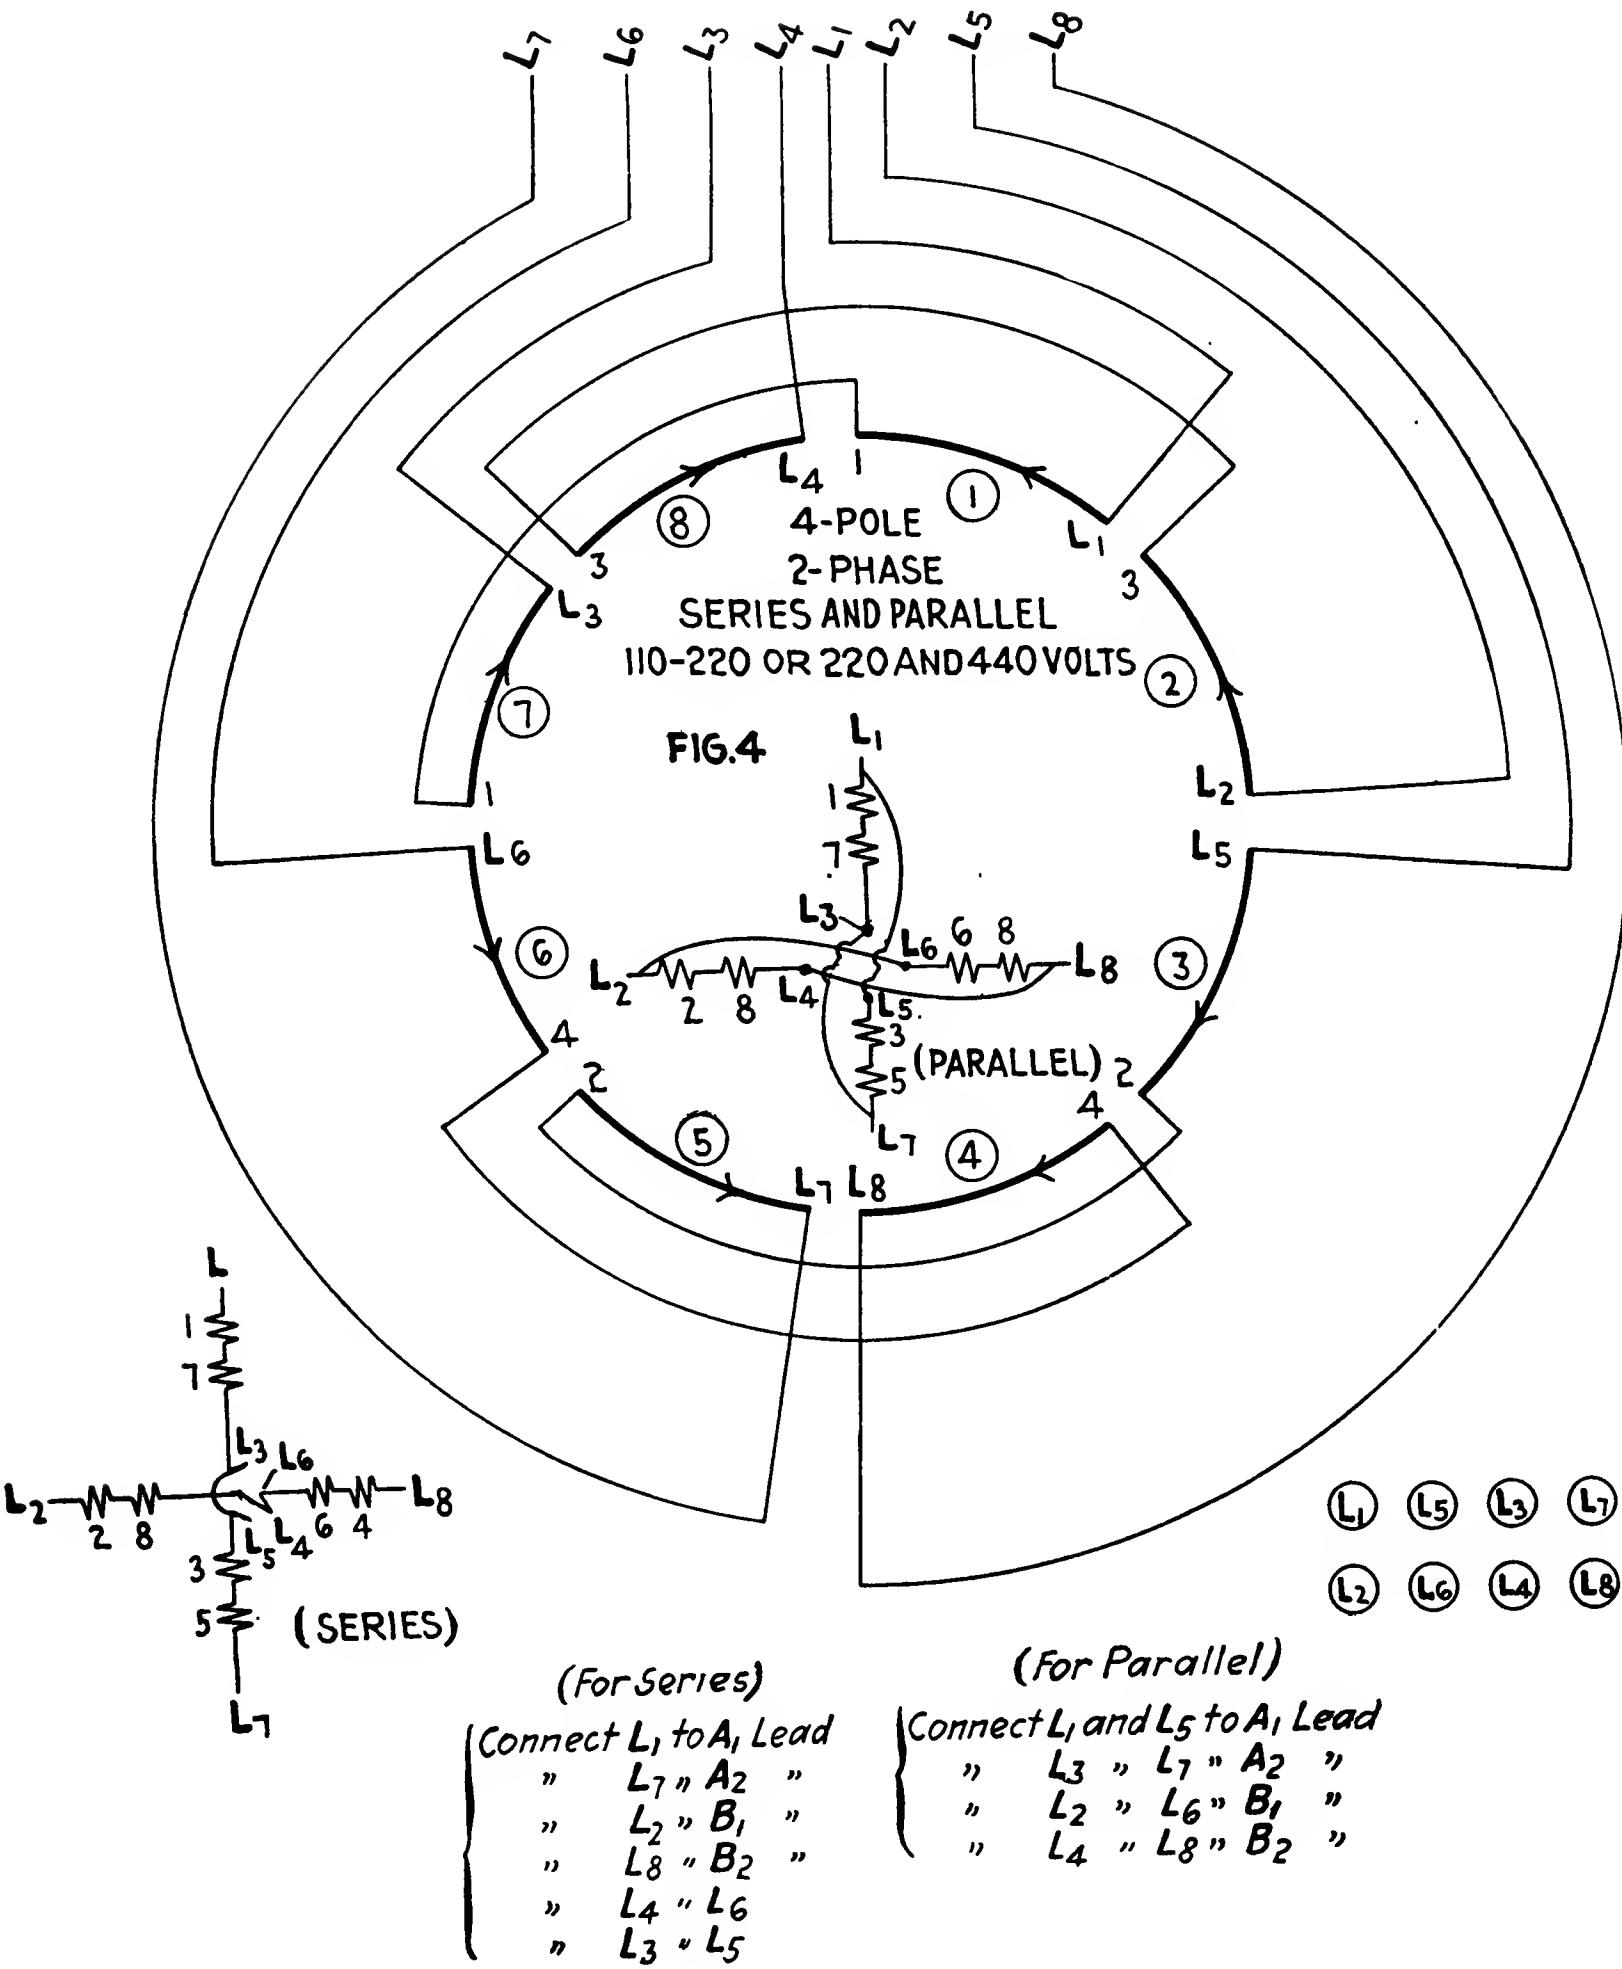 L7 L6 L3 L4 L1 L2 L5 L8
L4 1
8 1
L1
3 3
4-POLE
2-PHASE
SERIES AND PARALLEL
110-220 OR 220 AND 440 VOLTS
L3
7 2
FIG.4
L1
1 L2
1
7
L6 L5
L3
6 L6 6 8 3
L2 L8
2 8 L4 L5
3
4 (PARALLEL) 2
2 5 4
5 L7 4
L7 L8
L
1
7
L3 L6
L2 L8
2 8 L5 L4 6 4
3
5 (SERIES)
L7
L1 L5 L3 L7
L2 L6 L4 L8
(For Series)
Connect L1 to A1 Lead
" L7 " A2 "
" L2 " B1 "
" L8 " B2 "
" L4 " L6
" L3 " L5
(For Parallel)
Connect L1 and L5 to A1 Lead
" L3 " L7 " A2 "
" L2 " L6 " B1 "
" L4 " L8 " B2 "